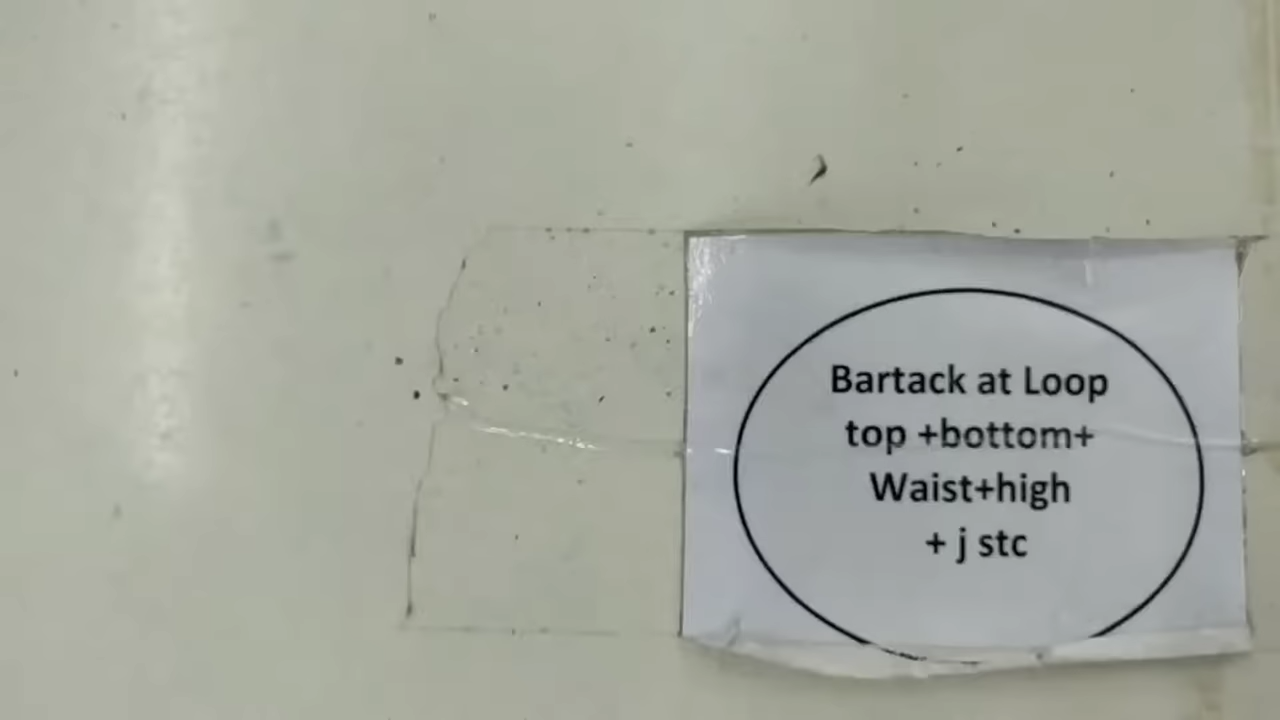 Bartack at Loop
top +bottom+
Waist+high
+ j stc